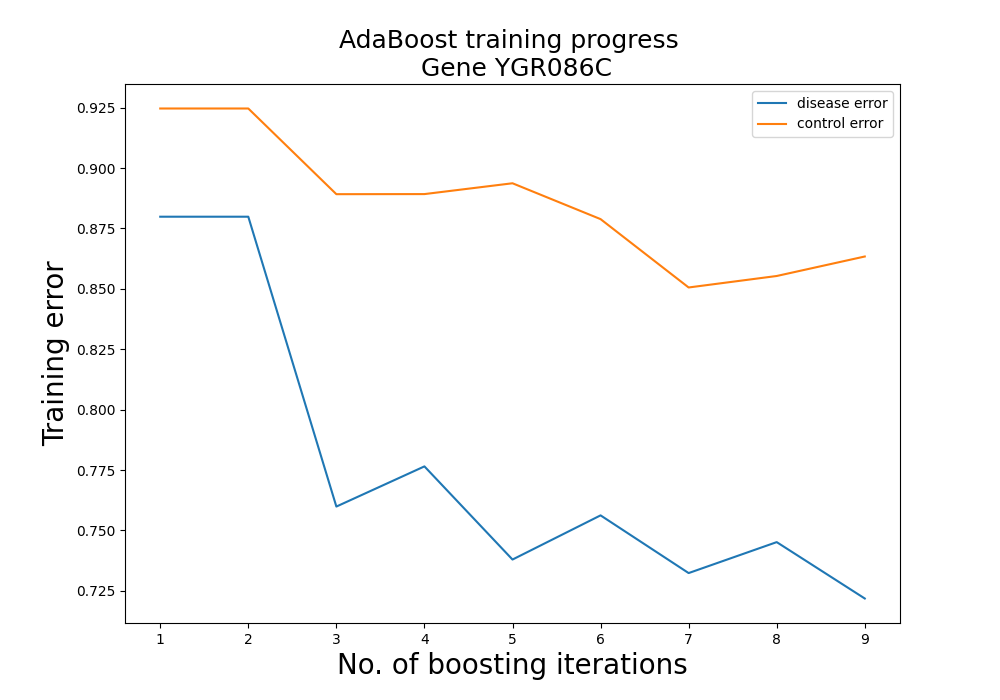 AdaBoost training progress
Gene YGR086C
disease error
control error
Training error
0.925
0.900
0.875
0.850
0.825
0.800
0.775
0.750
0.725
1 2 3 4 5 6 7 8 9
No. of boosting iterations